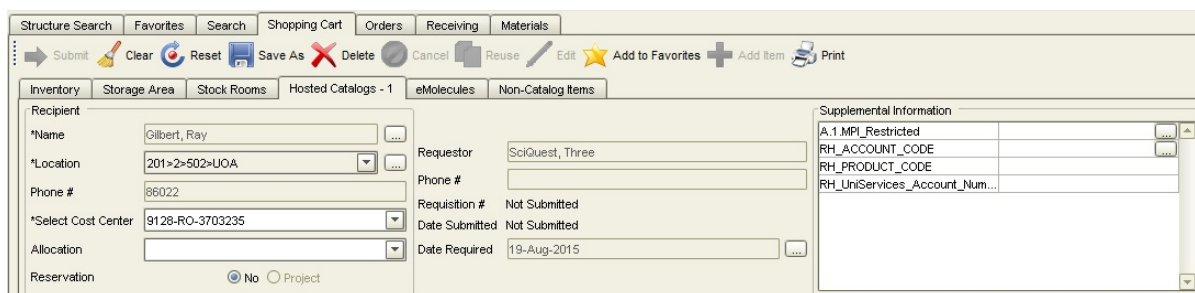 Structure Search Favorites Search Shopping Cart Orders Receiving Materials
Submit Clear Reset Save As Delete Cancel Reuse Edit Add to Favorites Add Item Print
Inventory Storage Area Stock Rooms Hosted Catalogs - 1 eMolecules Non-Catalog Items
Recipient
*Name Gilbert, Ray ...
*Location 201>2>502>UOA ...
Phone # 86022
*Select Cost Center 9128-RO-3703235
Allocation
Reservation No Project
Requestor SciQuest, Three
Phone #
Requisition # Not Submitted
Date Submitted Not Submitted
Date Required 19-Aug-2015 ...
Supplemental Information
A.1.MPI_Restricted ...
RH_ACCOUNT_CODE ...
RH_PRODUCT_CODE
RH_UniServices_Account_Num...